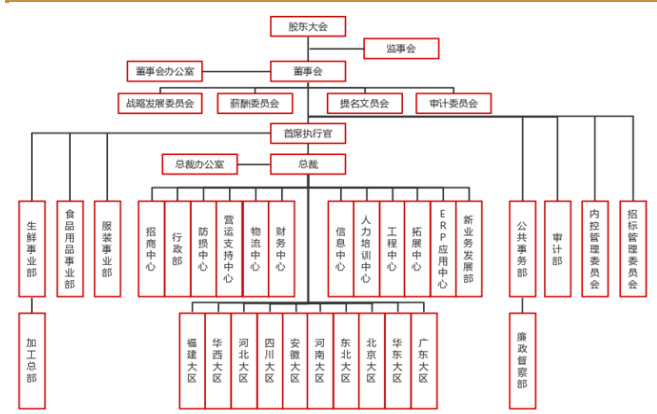 股东大会
监事会
董事会办公室
董事会
战略发展委员会
薪酬委员会
提名文员会
审计委员会
首席执行官
总裁办公室
总裁
生鲜事业部
食品用品事业部
服装事业部
招商中心
行政部
防损中心
营运支持中心
物流中心
财务中心
信息中心
人力培训中心
工程中心
拓展中心
ERP应用中心
新业务发展部
公共事务部
审计部
内控管理委员会
招标管理委员会
加工总部
福建大区
华西大区
河北大区
四川大区
安徽大区
河南大区
东北大区
北京大区
华东大区
广东大区
廉政督察部